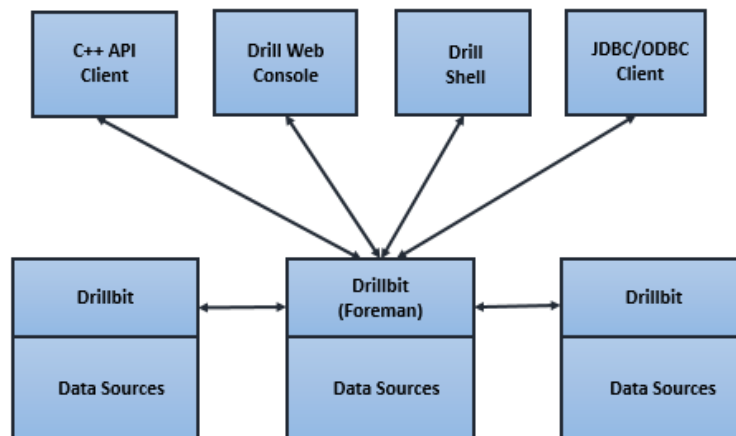 C++ API
Client
Drill Web
Console
Drill
Shell
JDBC/ODBC
Client
Drillbit
Drillbit
(Foreman)
Drillbit
Data Sources
Data Sources
Data Sources